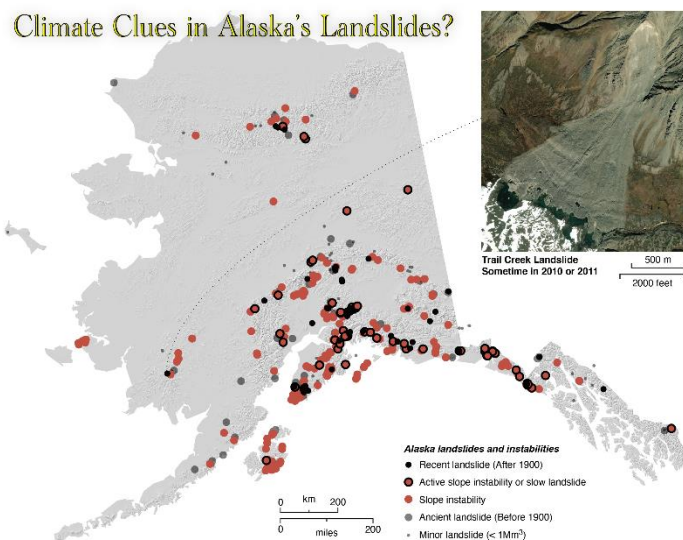 Climate Clues in Alaska's Landslides?
Trail Creek Landslide
Sometime in 2010 or 2011
500 m
2000 feet
Alaska landslides and instabilities
Recent landslide (After 1900)
Active slope instability or slow landslide
Slope instability
Ancient landslide (Before 1900)
Minor landslide (< 1Mm³)
km
0 200
0 200
miles